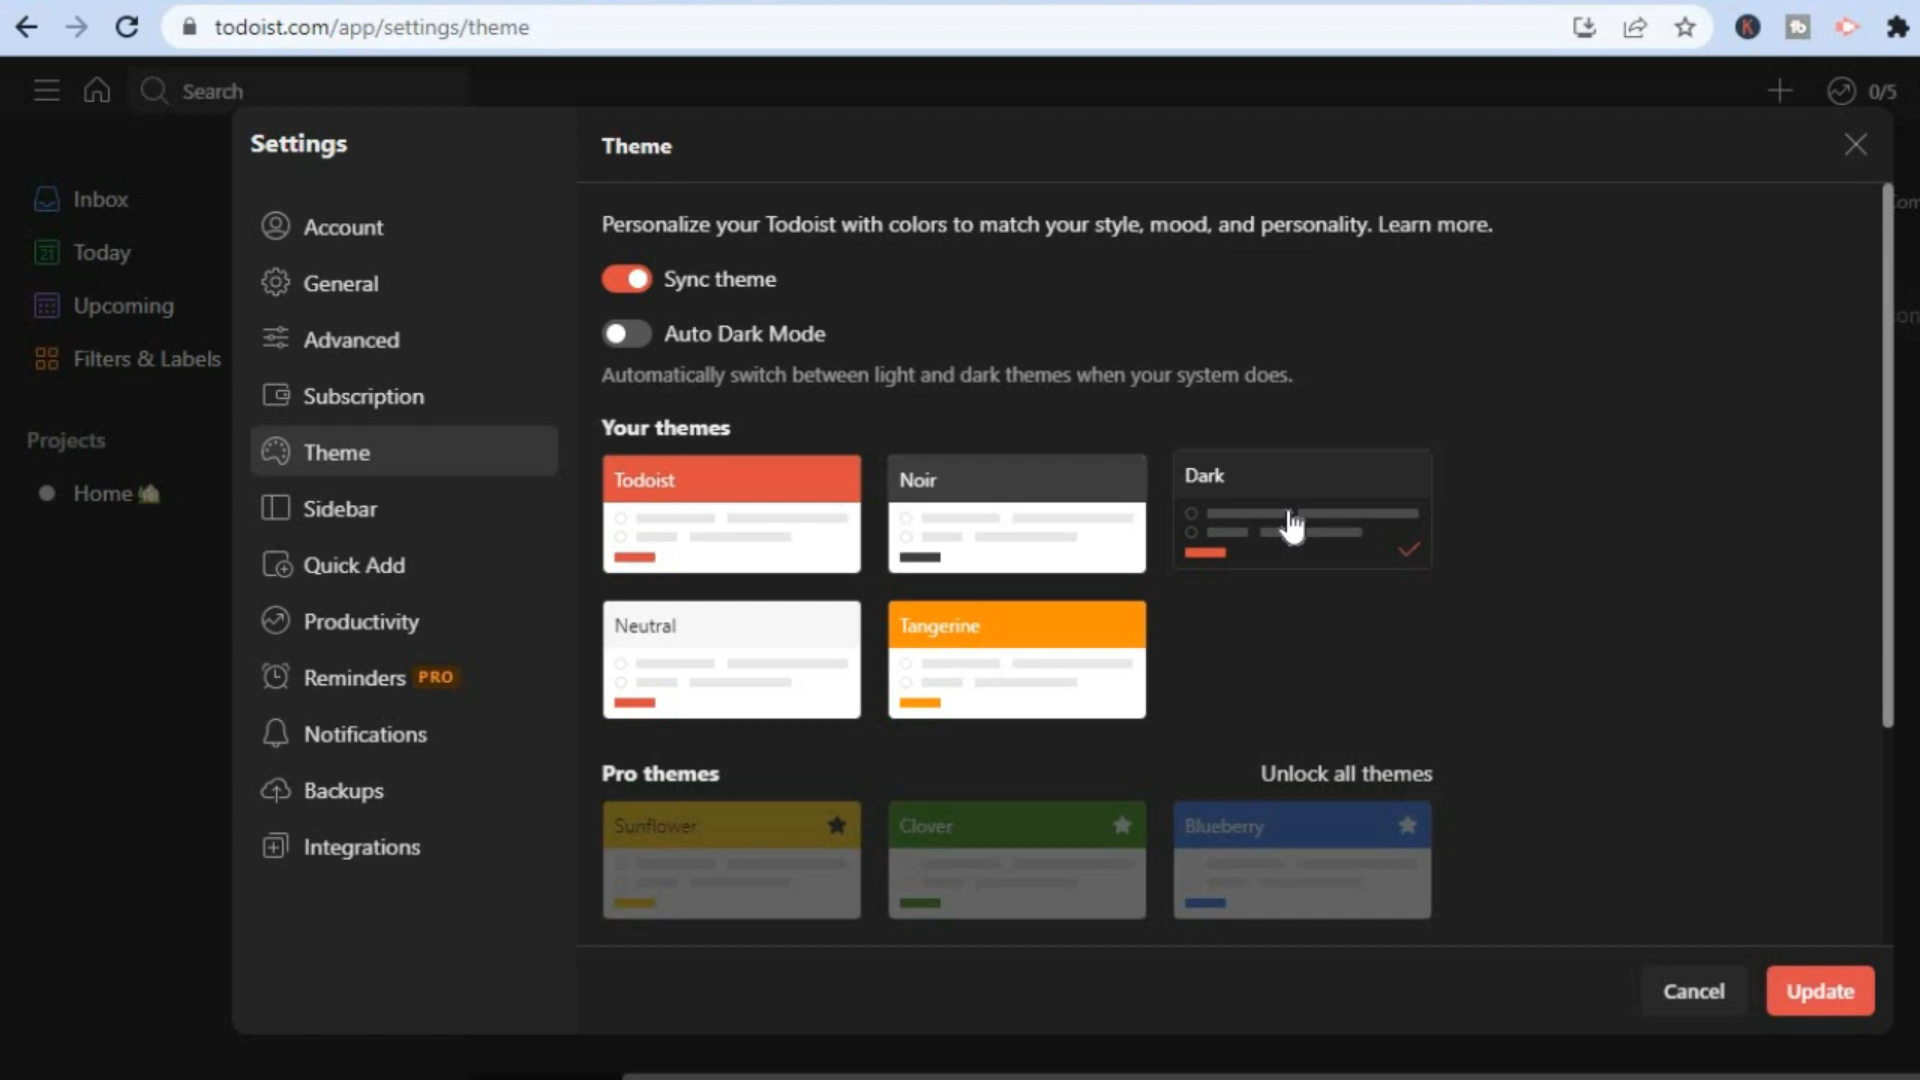 todoist.com/app/settings/theme
Search
0/5
Settings
Theme
Inbox
Today
21
Upcoming
Filters & Labels
Projects
Home
Account
General
Advanced
Subscription
Theme
Sidebar
Quick Add
Productivity
Reminders PRO
Notifications
Backups
Integrations
Personalize your Todoist with colors to match your style, mood, and personality. Learn more.
Sync theme
Auto Dark Mode
Automatically switch between light and dark themes when your system does.
Your themes
Todoist
Noir
Dark
Neutral
Tangerine
Pro themes
Unlock all themes
Sunflower
Clover
Blueberry
Cancel
Update
K
tb